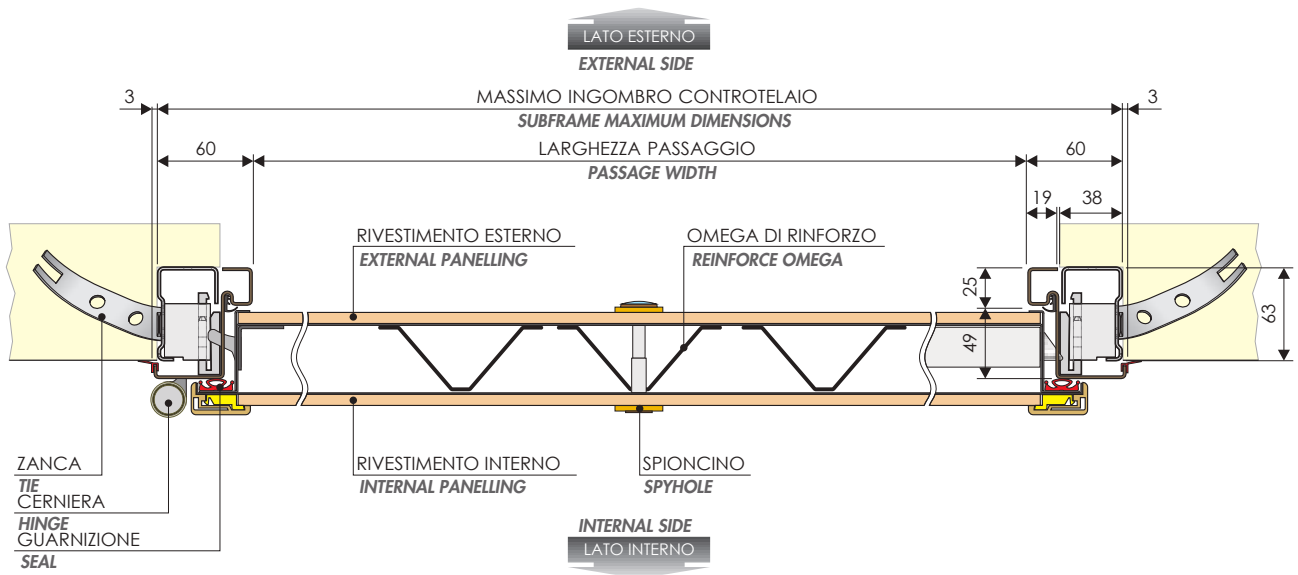 LATO ESTERNO
EXTERNAL SIDE
3
MASSIMO INGOMBRO CONTROTELAIO
3
SUBFRAME MAXIMUM DIMENSIONS
60
LARGHEZZA PASSAGGIO
60
PASSAGE WIDTH
19
38
RIVESTIMENTO ESTERNO
EXTERNAL PANELLING
OMEGA DI RINFORZO
REINFORCE OMEGA
25
63
49
ZANCA
TIE
CERNIERA
HINGE
GUARNIZIONE
SEAL
RIVESTIMENTO INTERNO
INTERNAL PANELLING
SPIONCINO
SPYHOLE
INTERNAL SIDE
LATO INTERNO